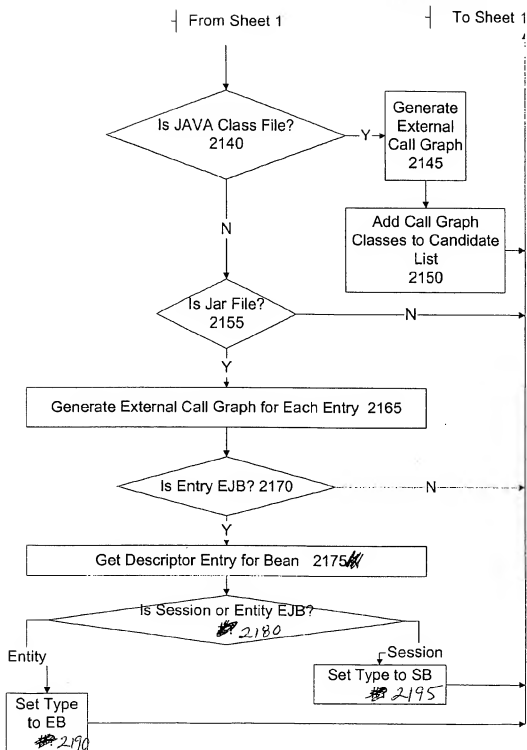 From Sheet 1
To Sheet 1
Is JAVA Class File?
2140
Y
Generate
External
Call Graph
2145
N
Add Call Graph
Classes to Candidate
List
2150
Is Jar File?
2155
N
Y
Generate External Call Graph for Each Entry 2165
Is Entry EJB? 2170
N
Y
Get Descriptor Entry for Bean 2175
Is Session or Entity EJB?
2180
Entity
Session
Set Type to SB
2195
Set Type
to EB
2190